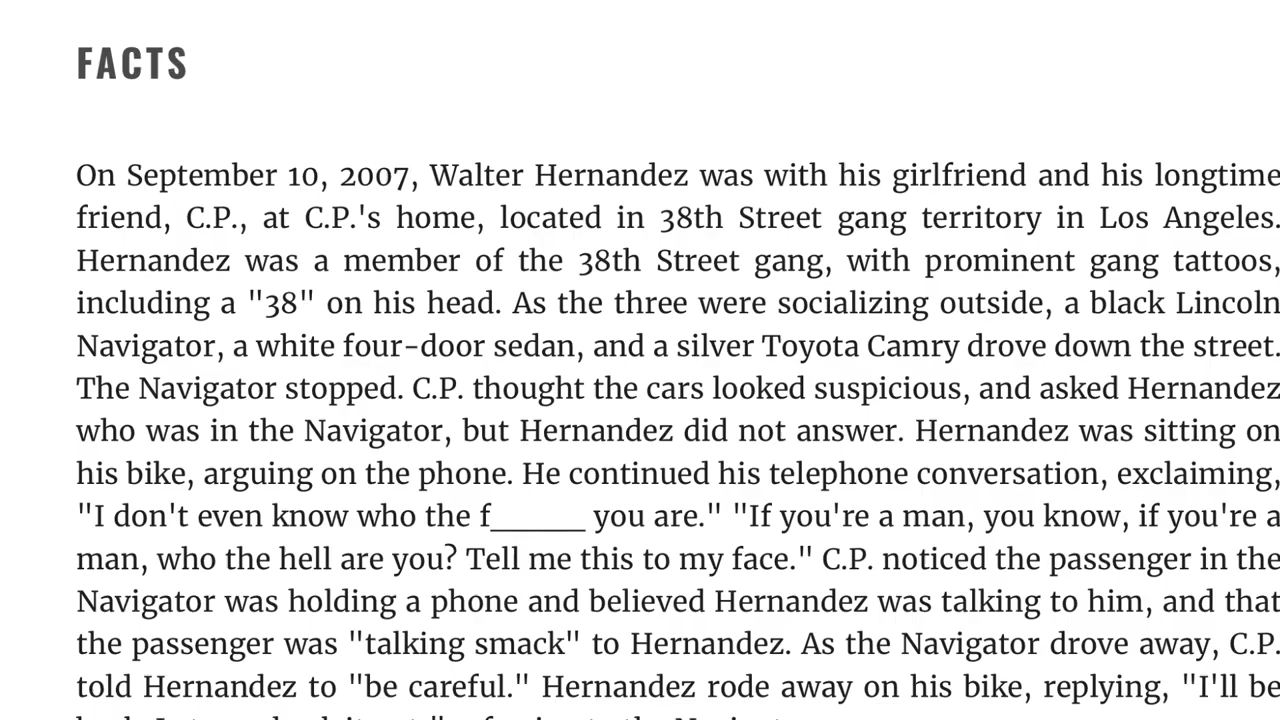 FACTS
On September 10, 2007, Walter Hernandez was with his girlfriend and his longtime
friend, C.P., at C.P.'s home, located in 38th Street gang territory in Los Angeles.
Hernandez was a member of the 38th Street gang, with prominent gang tattoos,
including a "38" on his head. As the three were socializing outside, a black Lincoln
Navigator, a white four-door sedan, and a silver Toyota Camry drove down the street.
The Navigator stopped. C.P. thought the cars looked suspicious, and asked Hernandez
who was in the Navigator, but Hernandez did not answer. Hernandez was sitting on
his bike, arguing on the phone. He continued his telephone conversation, exclaiming,
"I don't even know who the f_____ you are." "If you're a man, you know, if you're a
man, who the hell are you? Tell me this to my face." C.P. noticed the passenger in the
Navigator was holding a phone and believed Hernandez was talking to him, and that
the passenger was "talking smack" to Hernandez. As the Navigator drove away, C.P.
told Hernandez to "be careful." Hernandez rode away on his bike, replying, "I'll be